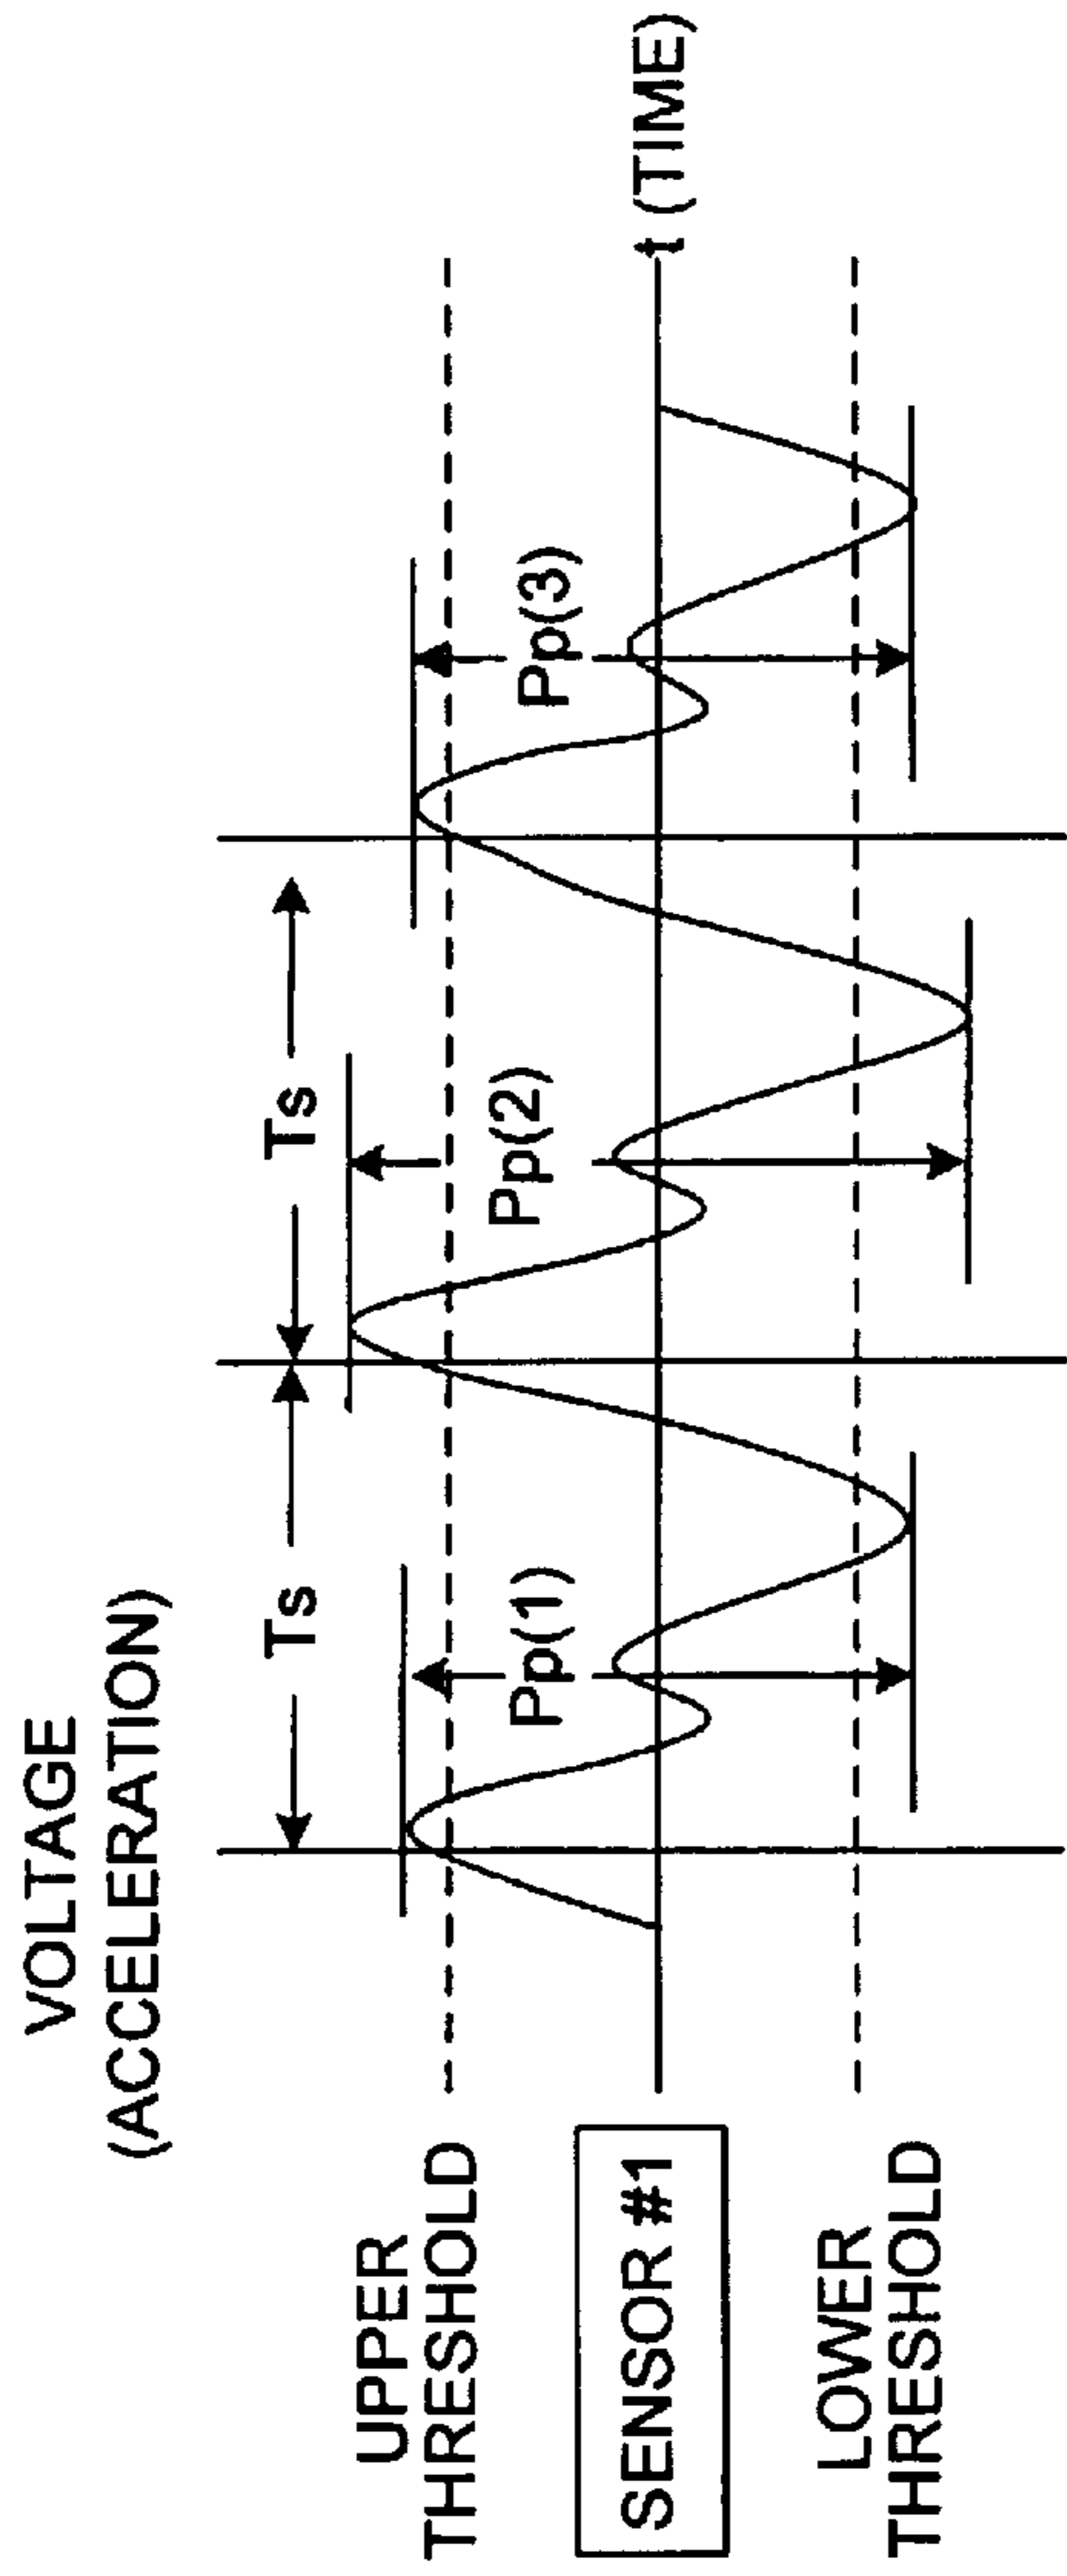 VOLTAGE
(ACCELERATION)
Ts
Ts
UPPER
THRESHOLD
Pp(1)
Pp(2)
Pp(3)
SENSOR #1
t (TIME)
LOWER
THRESHOLD